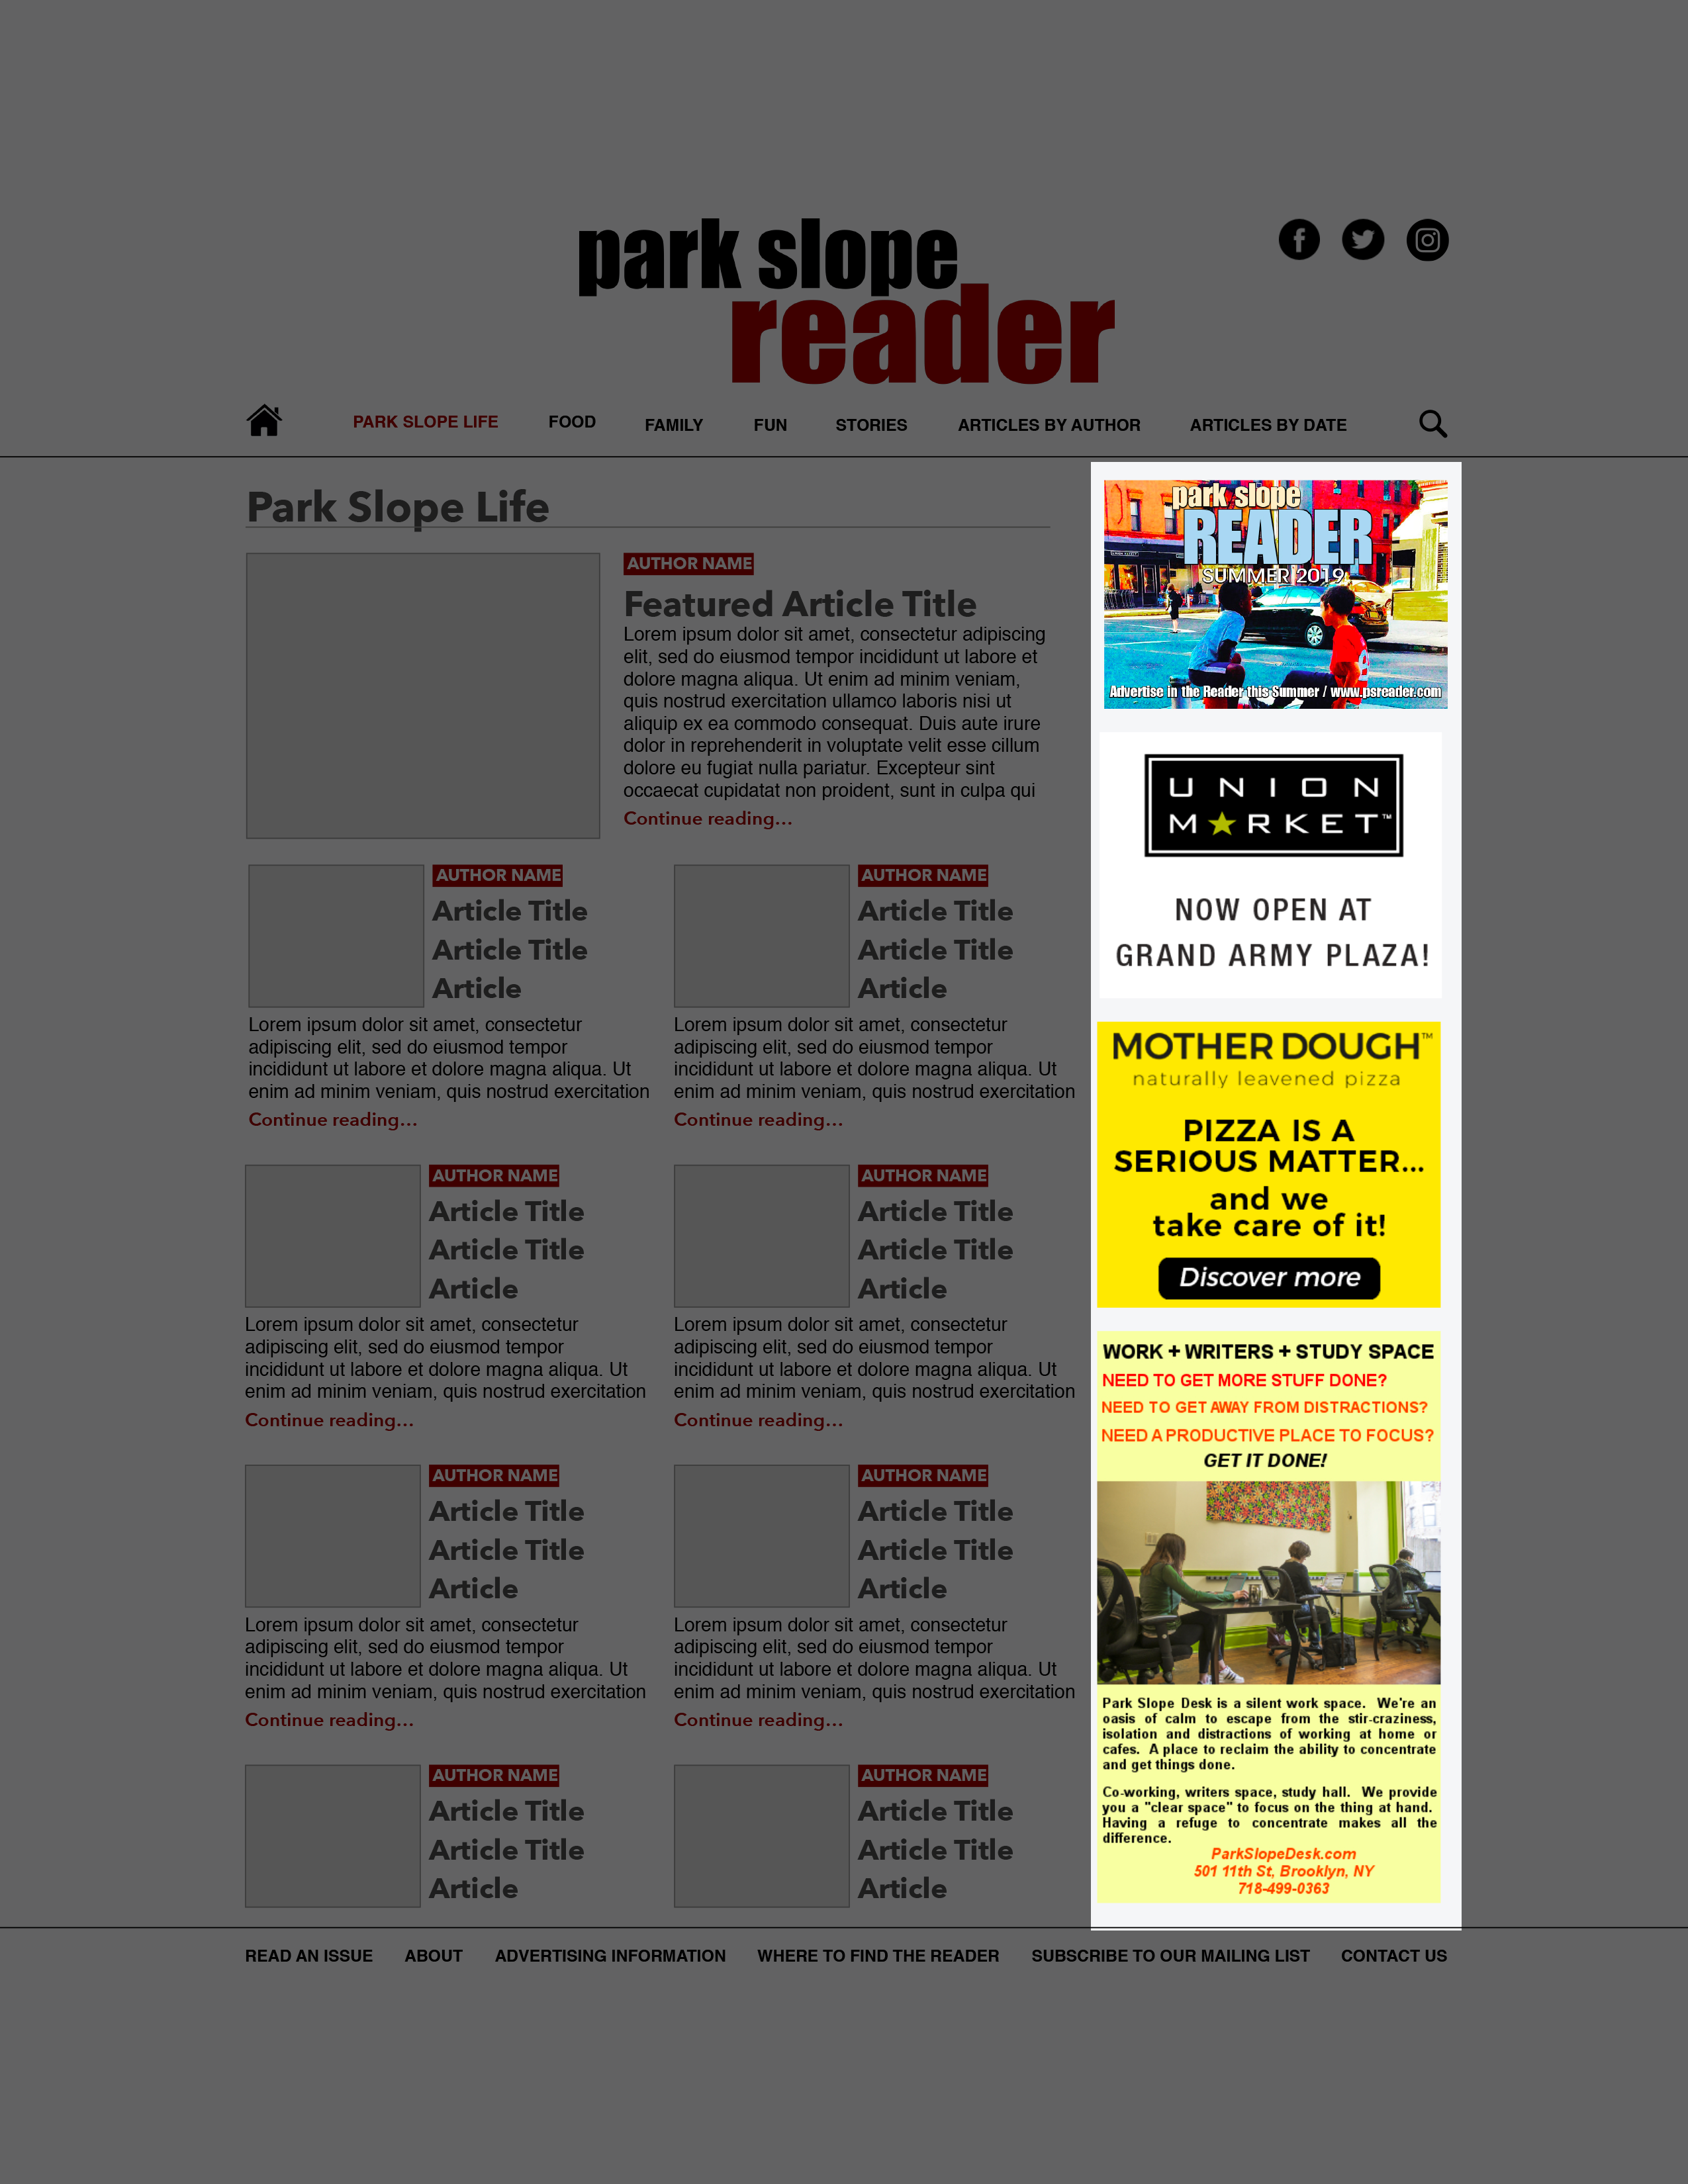 park slope
reader
PARK SLOPE LIFE FOOD FAMILY FUN STORIES ARTICLES BY AUTHOR ARTICLES BY DATE
Park Slope Life
AUTHOR NAME
Featured Article Title
Lorem ipsum dolor sit amet, consectetur adipiscing
elit, sed do eiusmod tempor incididunt ut labore et
dolore magna aliqua. Ut enim ad minim veniam,
quis nostrud exercitation ullamco laboris nisi ut
aliquip ex ea commodo consequat. Duis aute irure
dolor in reprehenderit in voluptate velit esse cillum
dolore eu fugiat nulla pariatur. Excepteur sint
occaecat cupidatat non proident, sunt in culpa qui
Continue reading...
AUTHOR NAME
Article Title
Article Title
Article
Lorem ipsum dolor sit amet, consectetur
adipiscing elit, sed do eiusmod tempor
incididunt ut labore et dolore magna aliqua. Ut
enim ad minim veniam, quis nostrud exercitation
Continue reading...
AUTHOR NAME
Article Title
Article Title
Article
Lorem ipsum dolor sit amet, consectetur
adipiscing elit, sed do eiusmod tempor
incididunt ut labore et dolore magna aliqua. Ut
enim ad minim veniam, quis nostrud exercitation
Continue reading...
AUTHOR NAME
Article Title
Article Title
Article
Lorem ipsum dolor sit amet, consectetur
adipiscing elit, sed do eiusmod tempor
incididunt ut labore et dolore magna aliqua. Ut
enim ad minim veniam, quis nostrud exercitation
Continue reading...
AUTHOR NAME
Article Title
Article Title
Article
Lorem ipsum dolor sit amet, consectetur
adipiscing elit, sed do eiusmod tempor
incididunt ut labore et dolore magna aliqua. Ut
enim ad minim veniam, quis nostrud exercitation
Continue reading...
AUTHOR NAME
Article Title
Article Title
Article
Lorem ipsum dolor sit amet, consectetur
adipiscing elit, sed do eiusmod tempor
incididunt ut labore et dolore magna aliqua. Ut
enim ad minim veniam, quis nostrud exercitation
Continue reading...
AUTHOR NAME
Article Title
Article Title
Article
Lorem ipsum dolor sit amet, consectetur
adipiscing elit, sed do eiusmod tempor
incididunt ut labore et dolore magna aliqua. Ut
enim ad minim veniam, quis nostrud exercitation
Continue reading...
AUTHOR NAME
Article Title
Article Title
Article
AUTHOR NAME
Article Title
Article Title
Article
park slope
READER
SUMMER 2019
Advertise in the Reader this Summer / www.psreader.com
UNION
M★RKET™
NOW OPEN AT
GRAND ARMY PLAZA!
MOTHER DOUGH™
naturally leavened pizza
PIZZA IS A
SERIOUS MATTER...
and we
take care of it!
Discover more
WORK + WRITERS + STUDY SPACE
NEED TO GET MORE STUFF DONE?
NEED TO GET AWAY FROM DISTRACTIONS?
NEED A PRODUCTIVE PLACE TO FOCUS?
GET IT DONE!
Park Slope Desk is a silent work space. We're an
oasis of calm to escape from the stir-craziness,
isolation and distractions of working at home or
cafes. A place to reclaim the ability to concentrate
and get things done.
Co-working, writers space, study hall. We provide
you a "clear space" to focus on the thing at hand.
Having a refuge to concentrate makes all the
difference.
ParkSlopeDesk.com
501 11th St, Brooklyn, NY
718-499-0363
READ AN ISSUE ABOUT ADVERTISING INFORMATION WHERE TO FIND THE READER SUBSCRIBE TO OUR MAILING LIST CONTACT US